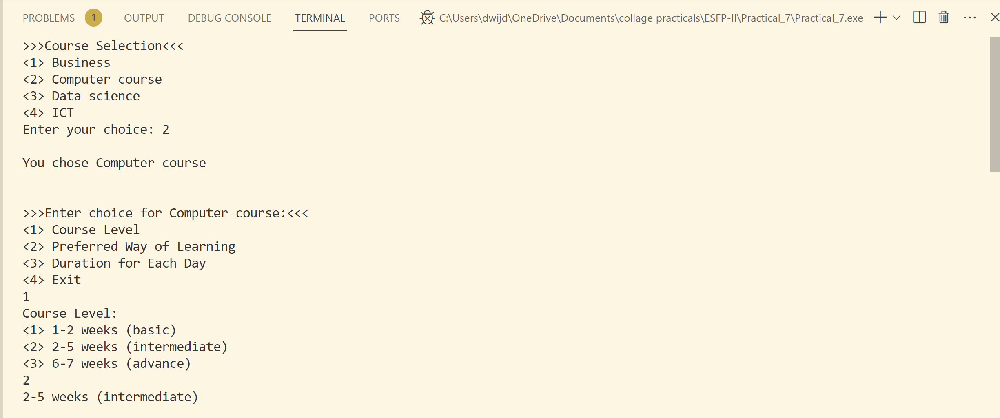 PROBLEMS 1 OUTPUT DEBUG CONSOLE TERMINAL PORTS C:\Users\dwijd\OneDrive\Documents\collage practicals\ESFP-II\Practical_7\Practical_7.exe
>>>Course Selection<<<
<1> Business
<2> Computer course
<3> Data science
<4> ICT
Enter your choice: 2
You chose Computer course
>>>Enter choice for Computer course:<<<
<1> Course Level
<2> Preferred Way of Learning
<3> Duration for Each Day
<4> Exit
1
Course Level:
<1> 1-2 weeks (basic)
<2> 2-5 weeks (intermediate)
<3> 6-7 weeks (advance)
2
2-5 weeks (intermediate)